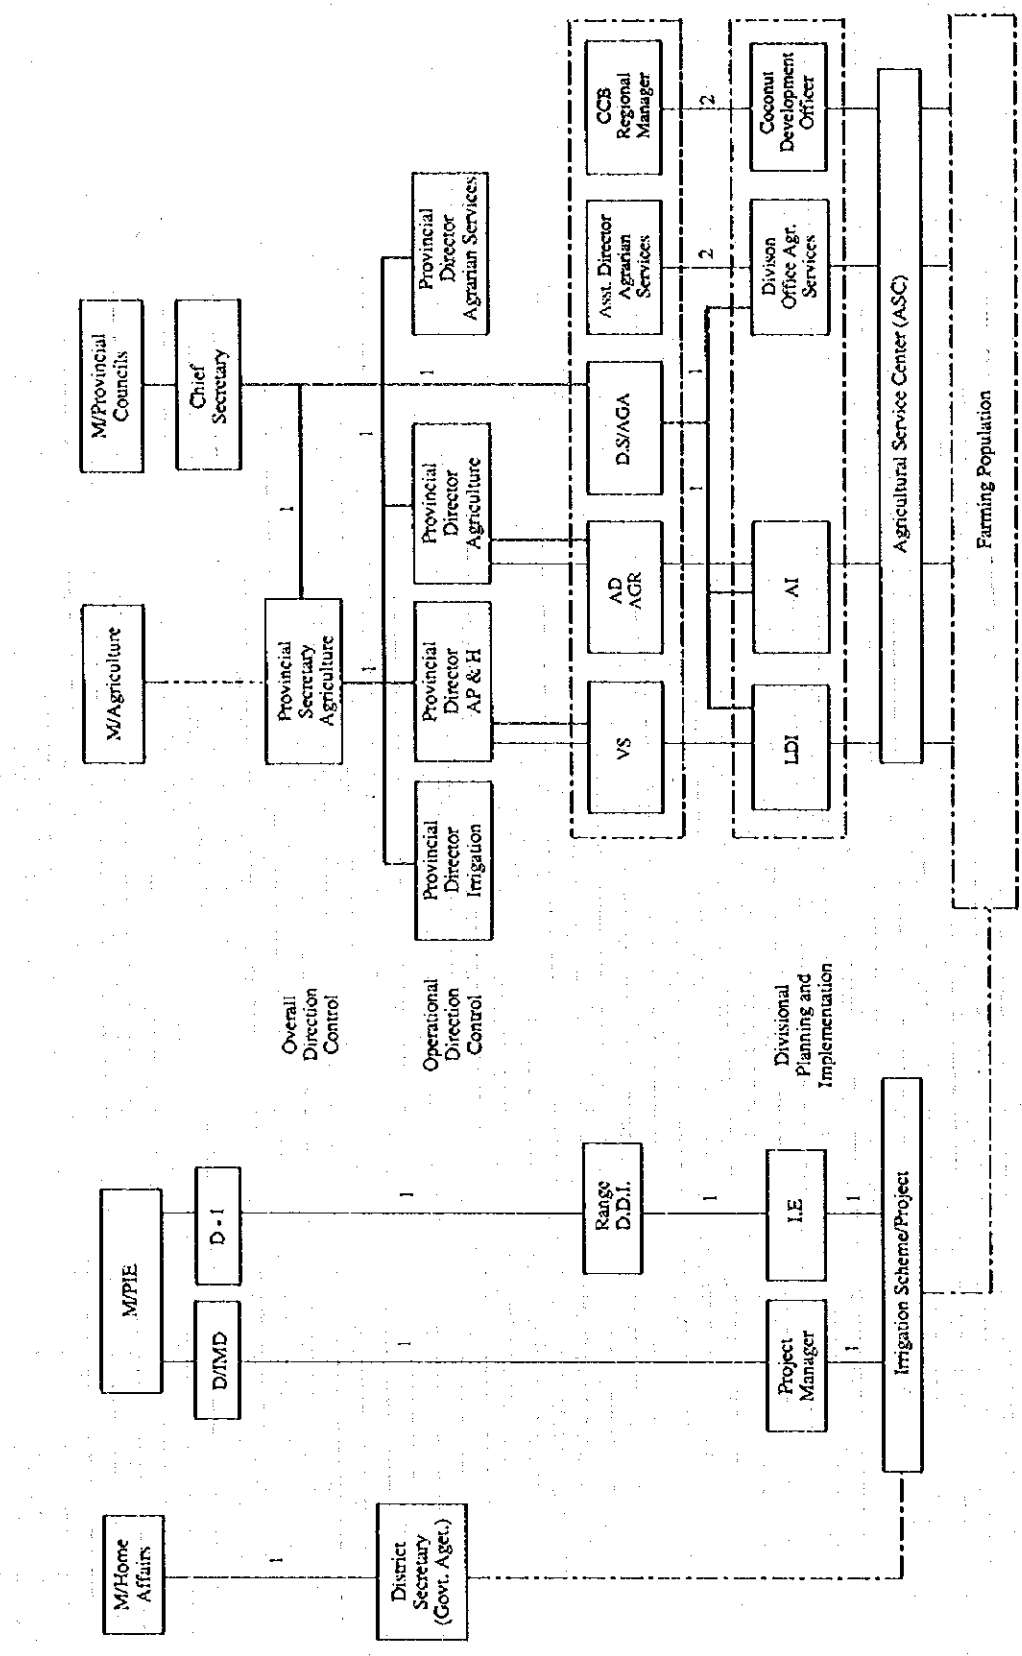 M/Home
Affairs
M/PIE
M/Agriculture
M/Provincial
Councils
D/IMD
D - 1
Chief
Secretary
1
1
Overall
Direction
Control
Provincial
Secretary
Agriculture
District
Secretary
(Govt. Aget.)
1
1
1
1
1
Operational
Direction
Control
Provincial
Director
Irrigation
Provincial
Director
AP & H
Provincial
Director
Agriculture
Provincial
Director
Agrarian Services
Range
D.D.I.
VS
AD
AGR
D.S/AGA
Asst. Director
Agrarian
Services
CCB
Regional
Manager
1
1
1
2
2
Project
Manager
I.E
Divisional
Planning and
Implementation
LDI
AI
Divison
Office Agr.
Services
Coconut
Development
Officer
1
1
Irrigation Scheme/Project
Agricultural Service Center (ASC)
Farming Population